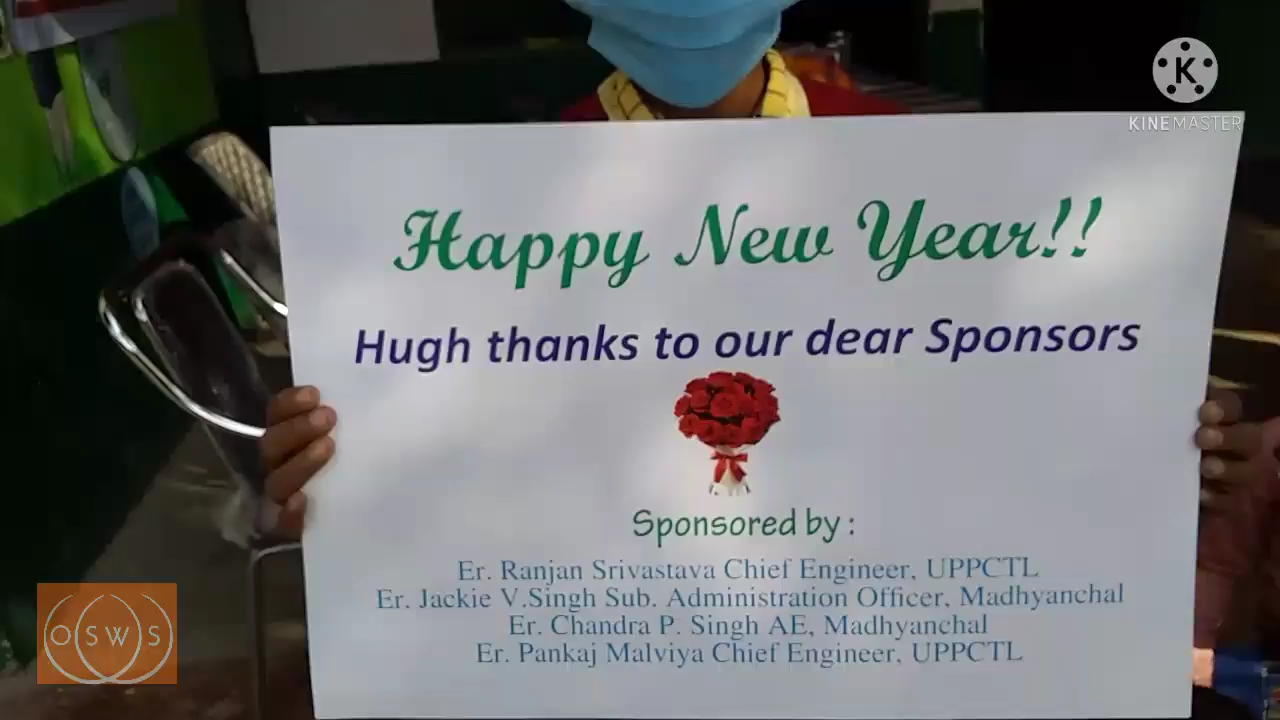 K
KINEMASTER
Happy New Year!!
Hugh thanks to our dear Sponsors
Sponsored by :
Er. Ranjan Srivastava Chief Engineer, UPPCTL
Er. Jackie V.Singh Sub. Administration Officer, Madhyanchal
Er. Chandra P. Singh AE, Madhyanchal
Er. Pankaj Malviya Chief Engineer, UPPCTL
OSWS